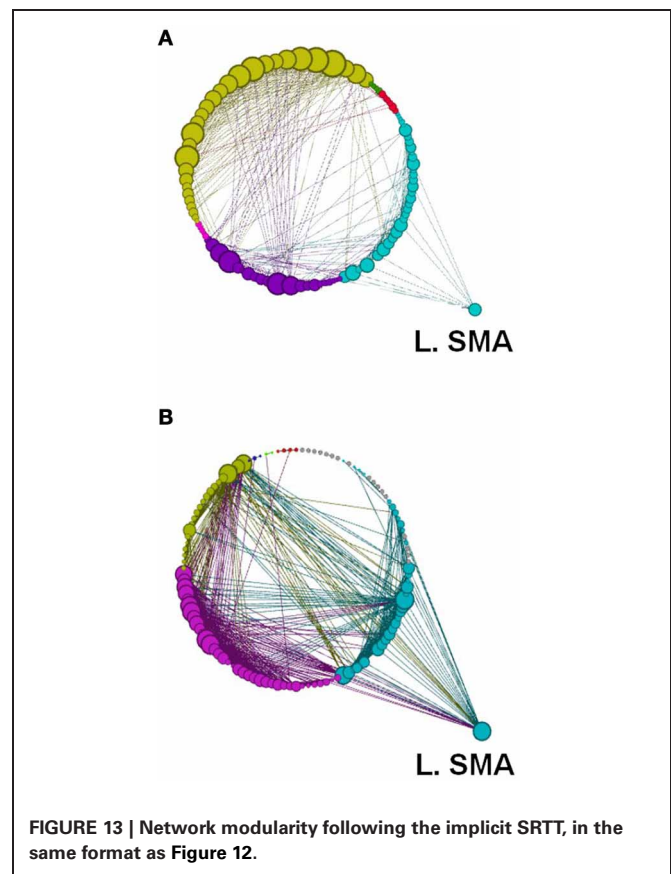 A
L. SMA
B
L. SMA
FIGURE 13 | Network modularity following the implicit SRTT, in the
same format as Figure 12.